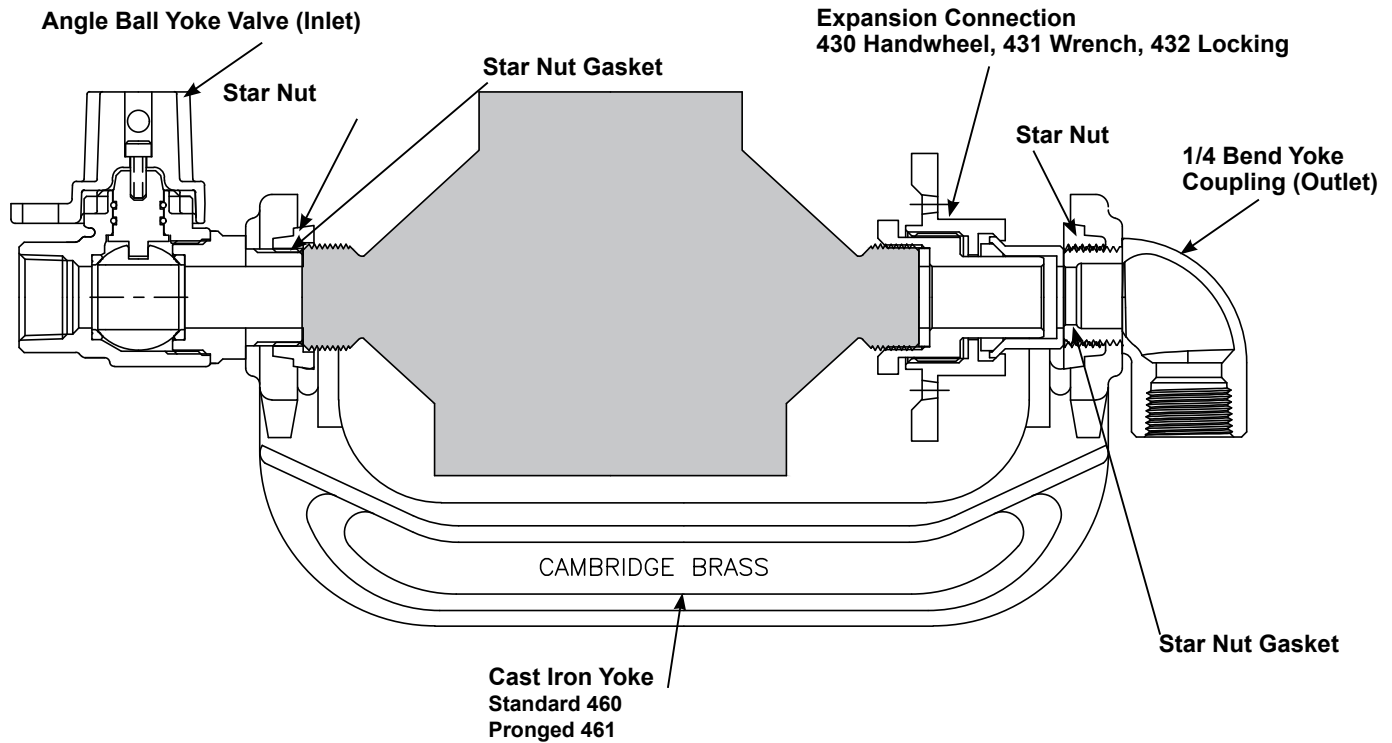 Angle Ball Yoke Valve (Inlet)
Star Nut
Star Nut Gasket
Expansion Connection
430 Handwheel, 431 Wrench, 432 Locking
Star Nut
1/4 Bend Yoke
Coupling (Outlet)
CAMBRIDGE BRASS
Star Nut Gasket
Cast Iron Yoke
Standard 460
Pronged 461